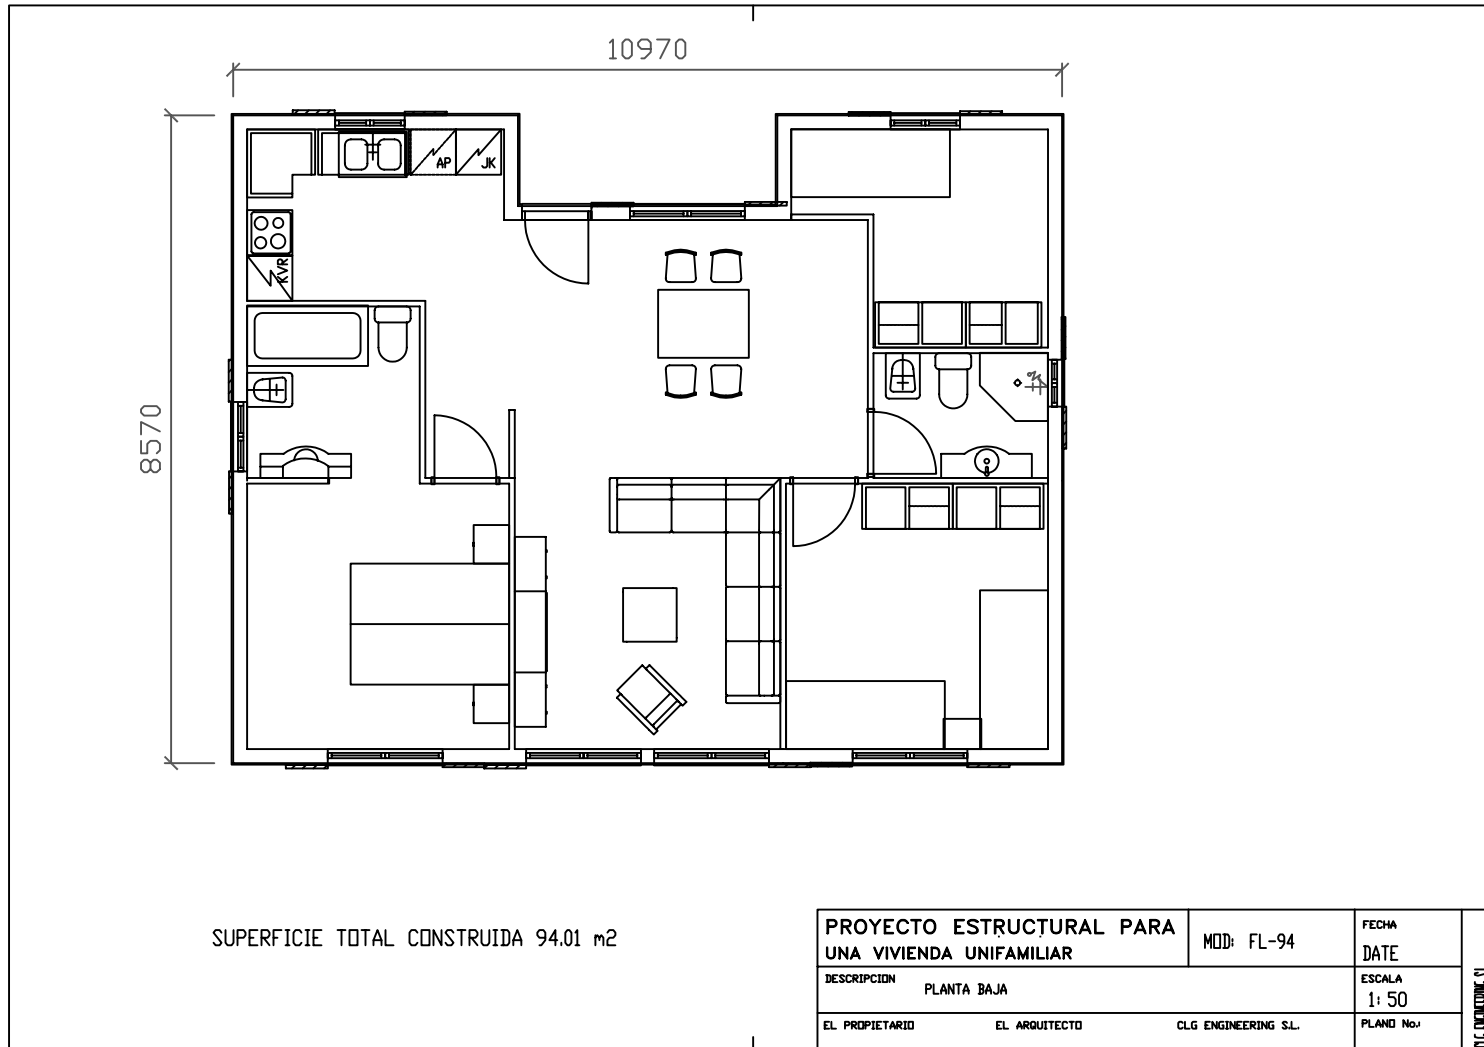 10970
AP
JK
KVR
8570
SUPERFICIE TOTAL CONSTRUIDA 94.01 m2
PROYECTO ESTRUCTURAL PARA
UNA VIVIENDA UNIFAMILIAR
MOD: FL-94
FECHA
DATE
DESCRIPCION
PLANTA BAJA
ESCALA
1:50
EL PROPIETARIO
EL ARQUITECTO
CLG ENGINEERING S.L.
PLANO No.: